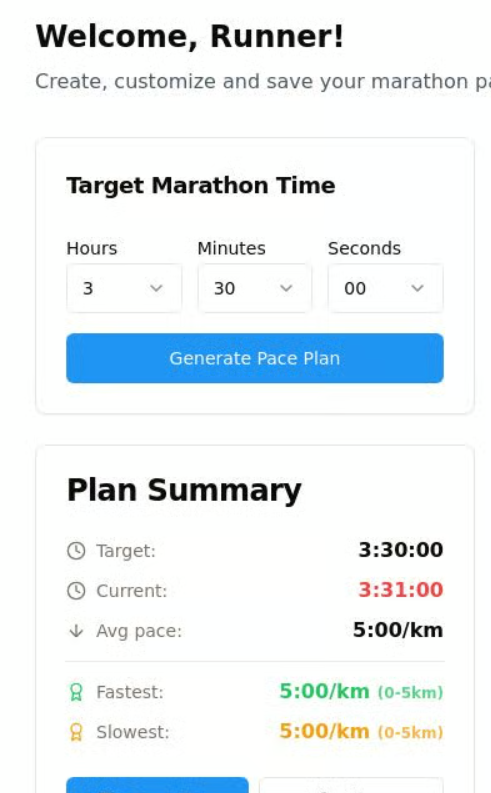 Welcome, Runner!
Create, customize and save your marathon
Target Marathon Time
Hours Minutes Seconds
3 30 00
Generate Pace Plan
Plan Summary
Target: 3:30:00
Current: 3:31:00
Avg pace: 5:00/km
Fastest: 5:00/km (0-5km)
Slowest: 5:00/km (0-5km)